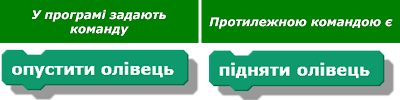 У програмі задають
команду
Протилежною командою є
опустити олівець
підняти олівець